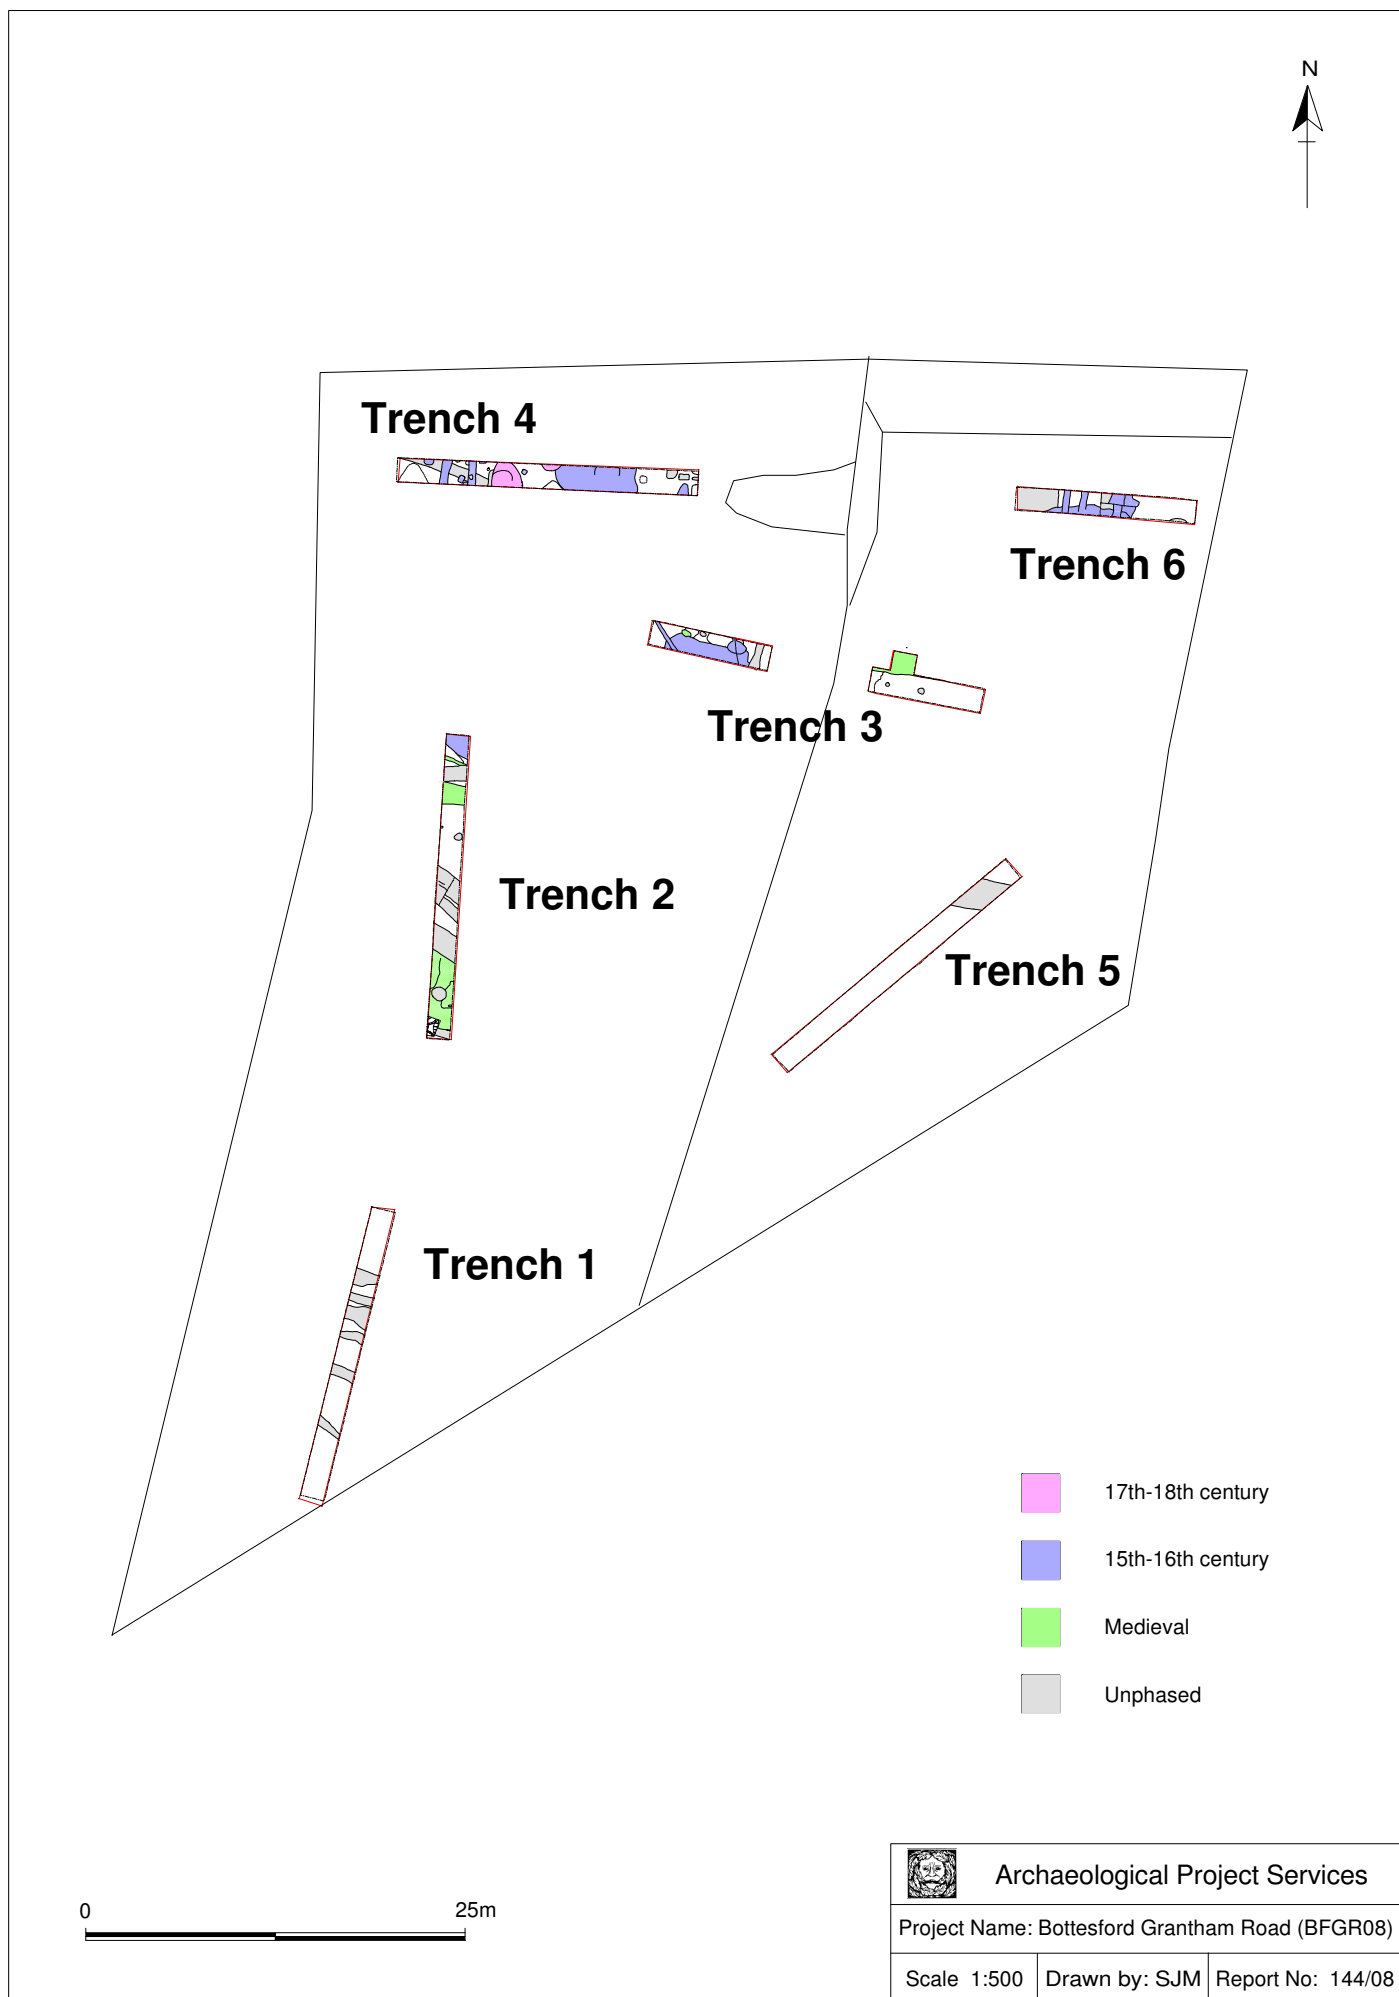 N
Trench 4
Trench 6
Trench 3
Trench 2
Trench 5
Trench 1
17th-18th century
15th-16th century
Medieval
Unphased
0 25m
Archaeological Project Services
Project Name: Bottesford Grantham Road (BFGR08)
Scale 1:500 Drawn by: SJM Report No: 144/08